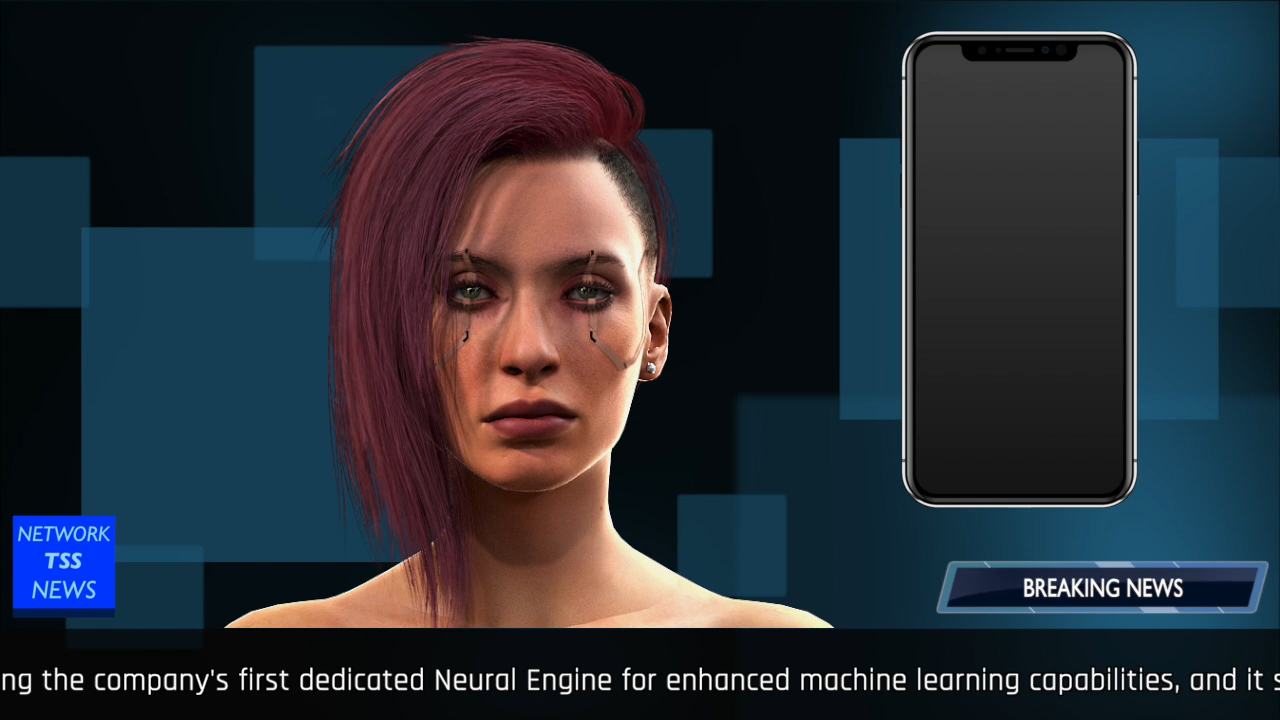 NETWORK
TSS
NEWS
BREAKING NEWS
ng the company's first dedicated Neural Engine for enhanced machine learning capabilities, and it s